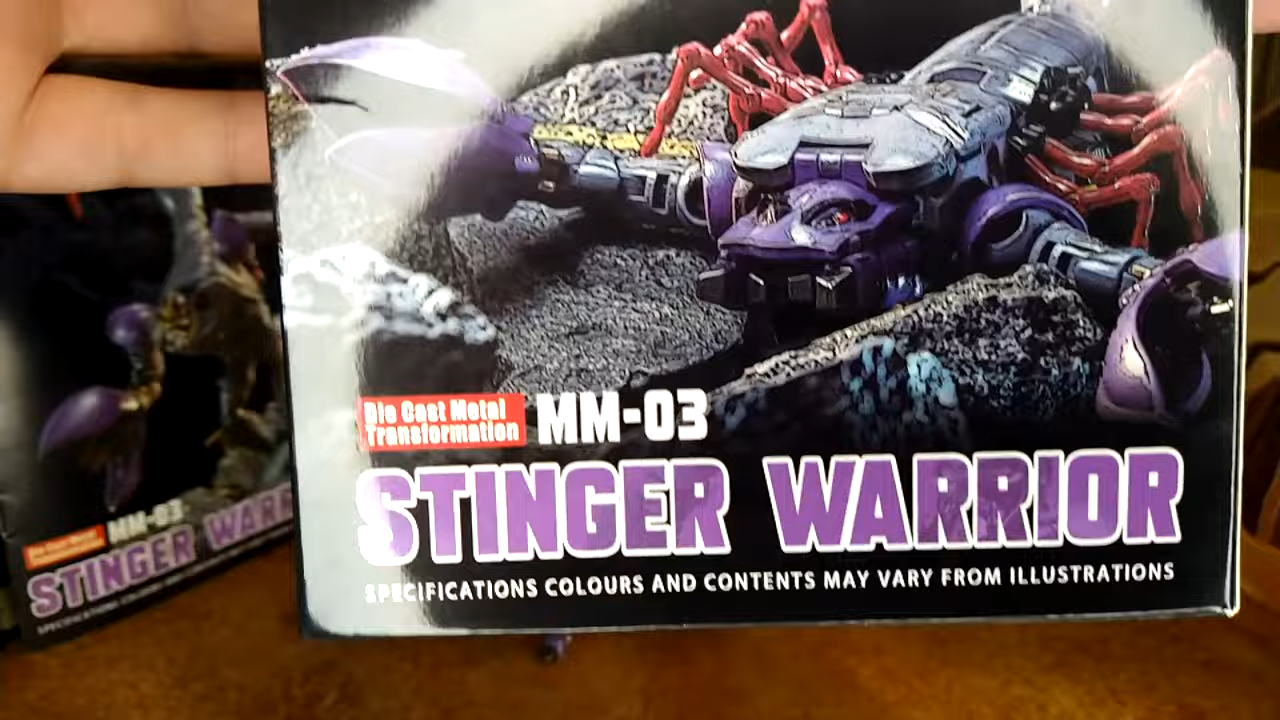 Die Cast Metal
Transformation
MM-03
STINGER WARRIOR
SPECIFICATIONS COLOURS AND CONTENTS MAY VARY FROM ILLUSTRATIONS
MM-03
STINGER WARR